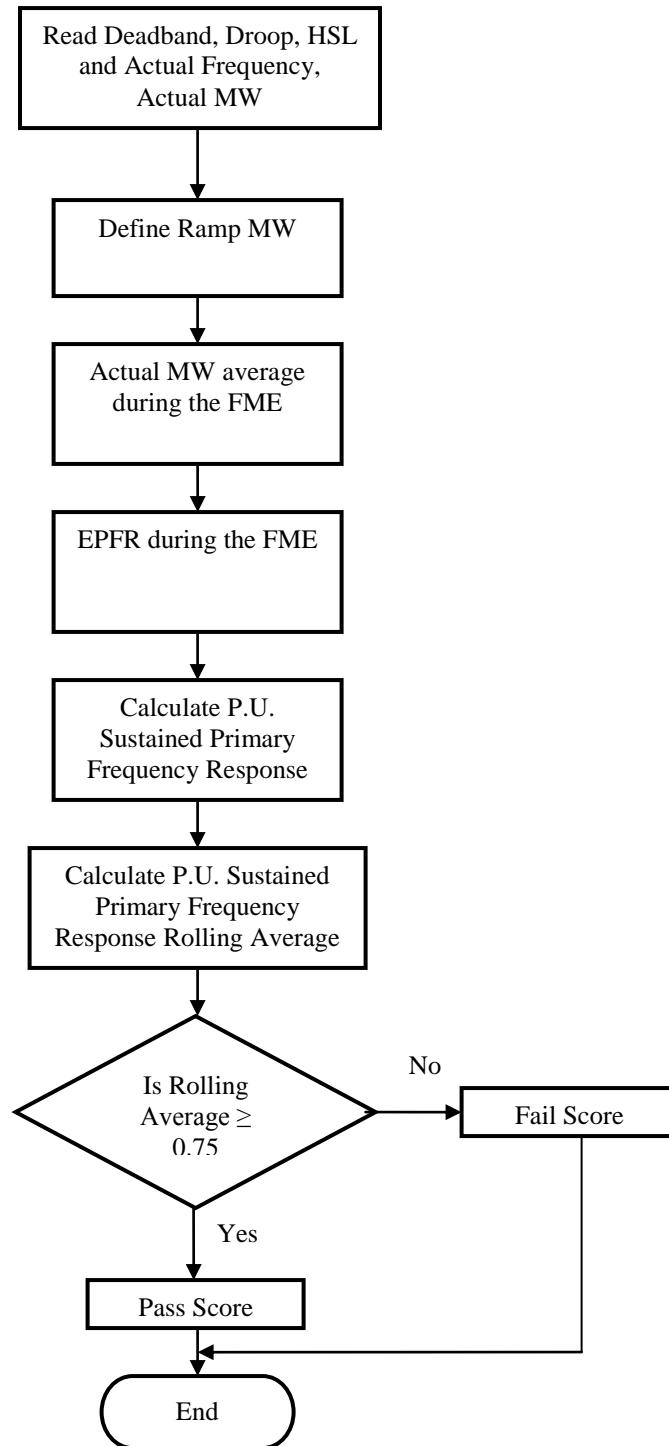 Read Deadband, Droop, HSL
and Actual Frequency,
Actual MW
Define Ramp MW
Actual MW average
during the FME
EPFR during the FME
Calculate P.U.
Sustained Primary
Frequency Response
Calculate P.U. Sustained
Primary Frequency
Response Rolling Average
Is Rolling
Average ≥
0.75
No
Fail Score
Yes
Pass Score
End